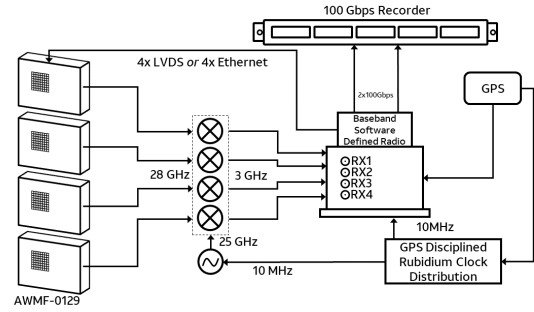 100 Gbps Recorder
4x LVDS or 4x Ethernet
2x100Gbps
GPS
Baseband
Software
Defined Radio
28 GHz
3 GHz
RX1
RX2
RX3
RX4
10MHz
25 GHz
10 MHz
GPS Disciplined
Rubidium Clock
Distribution
AWMF-0129